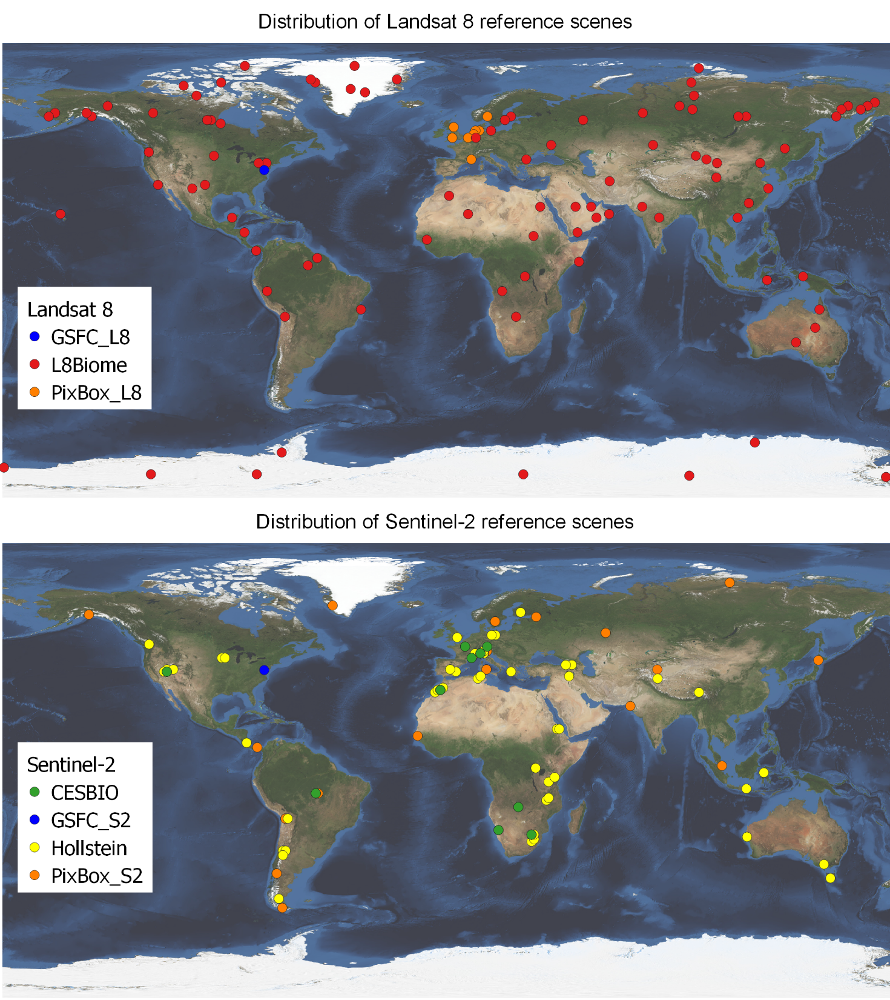 Distribution of Landsat 8 reference scenes
Landsat 8
GSFC_L8
L8Biome
PixBox_L8
Distribution of Sentinel-2 reference scenes
Sentinel-2
CESBIO
GSFC_S2
Hollstein
PixBox_S2